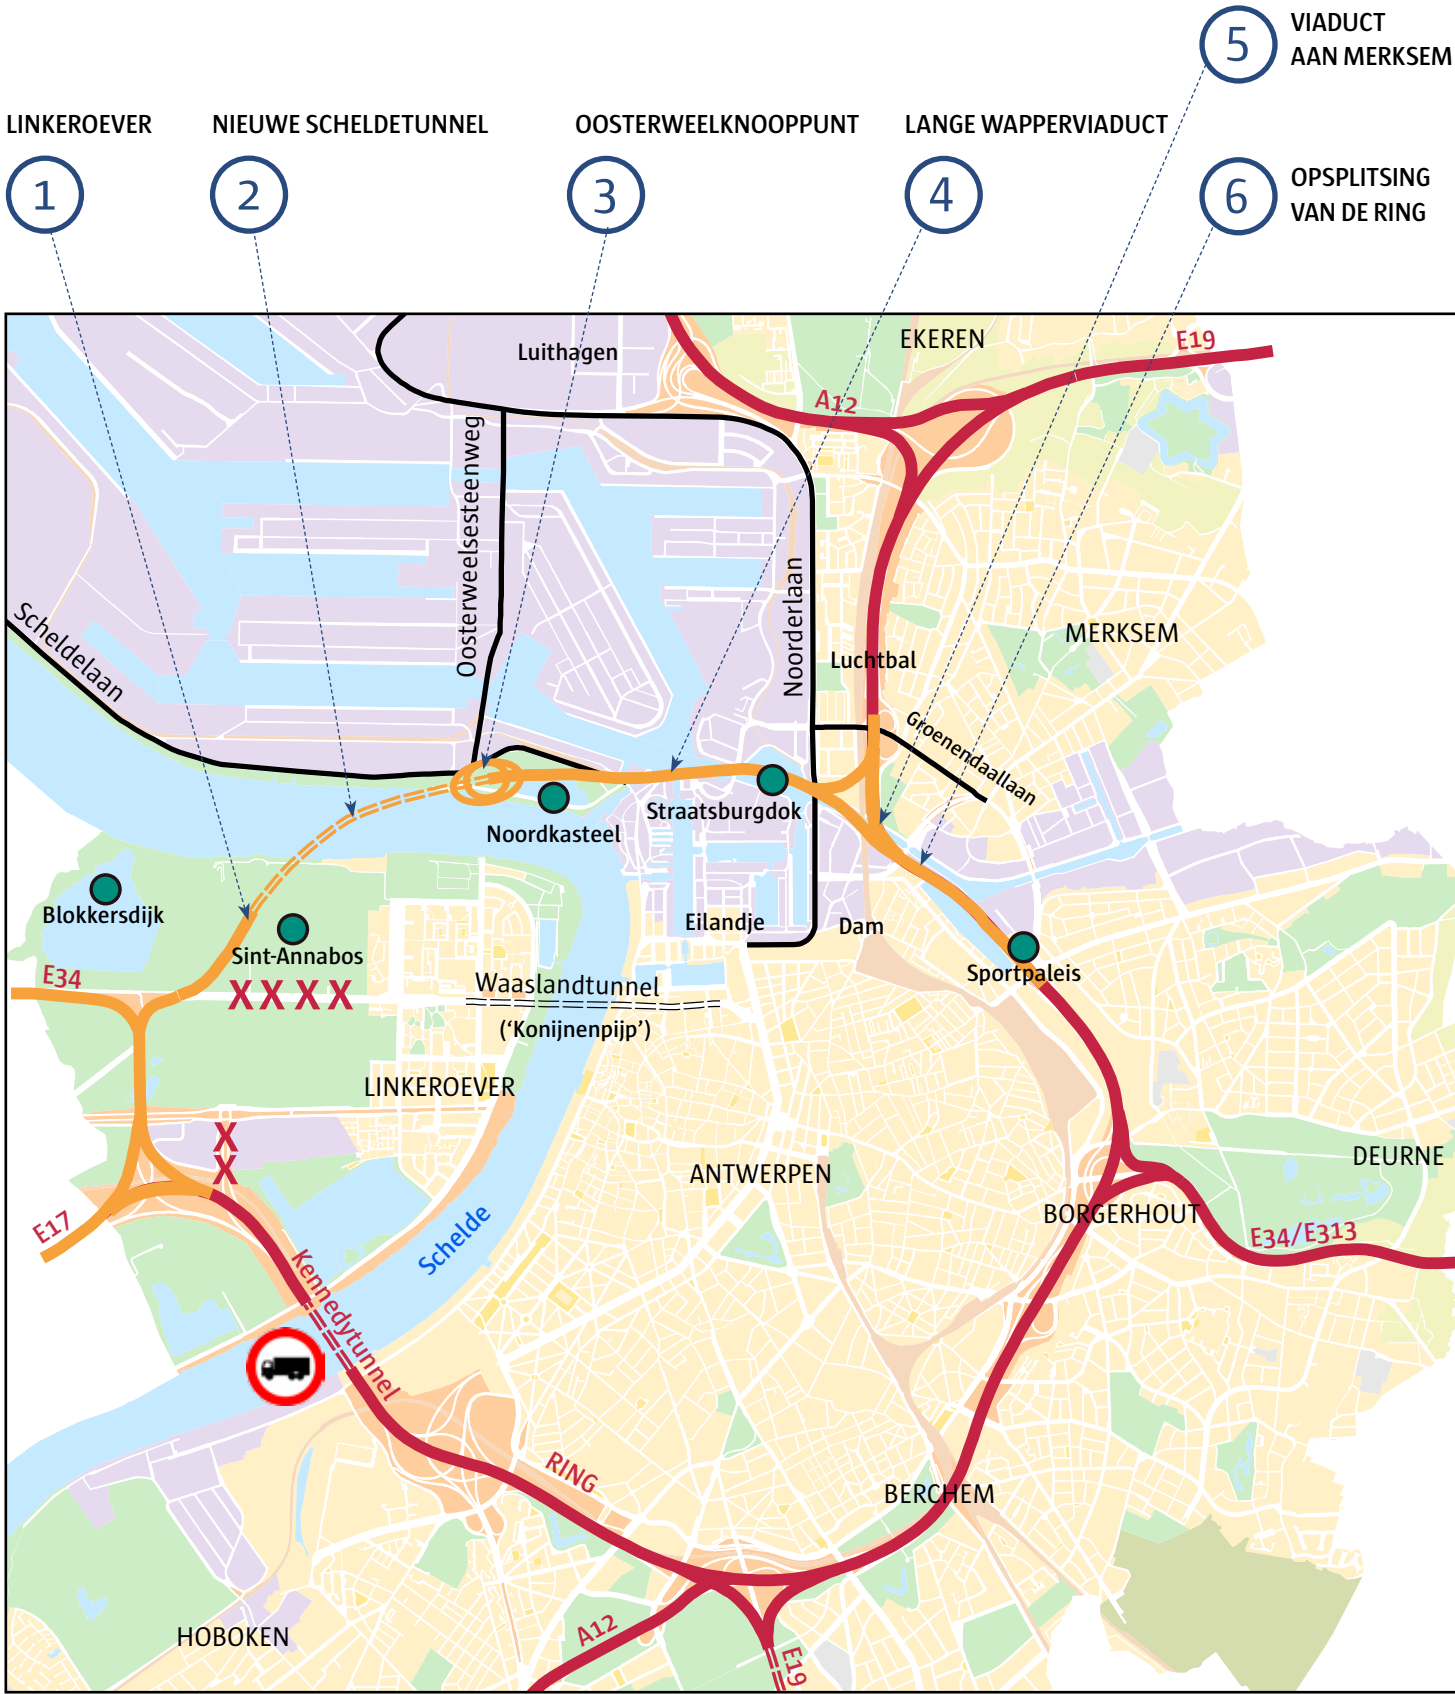 5
VIADUCT
AAN MERKSEM
LINKEROEVER
NIEUWE SCHELDETUNNEL
OOSTERWEELKNOOPPUNT
LANGE WAPPERVIADUCT
1
2
3
4
6
OPSPLITSING
VAN DE RING
Luithagen
EKEREN
E19
A12
Oosterweelsesteenweg
Noorderlaan
Scheldelaan
MERKSEM
Luchtbal
Groenendaallaan
Straatsburgdok
Noordkasteel
Blokkersdijk
Sint-Annabos
Eilandje
Dam
Sportpaleis
E34
X X X X
Waaslandtunnel
(‘Konijnenpijp’)
LINKEROEVER
X
X
ANTWERPEN
DEURNE
BORGERHOUT
E34/E313
E17
Schelde
Kennedytunnel
RING
BERCHEM
HOBOKEN
A12
E19